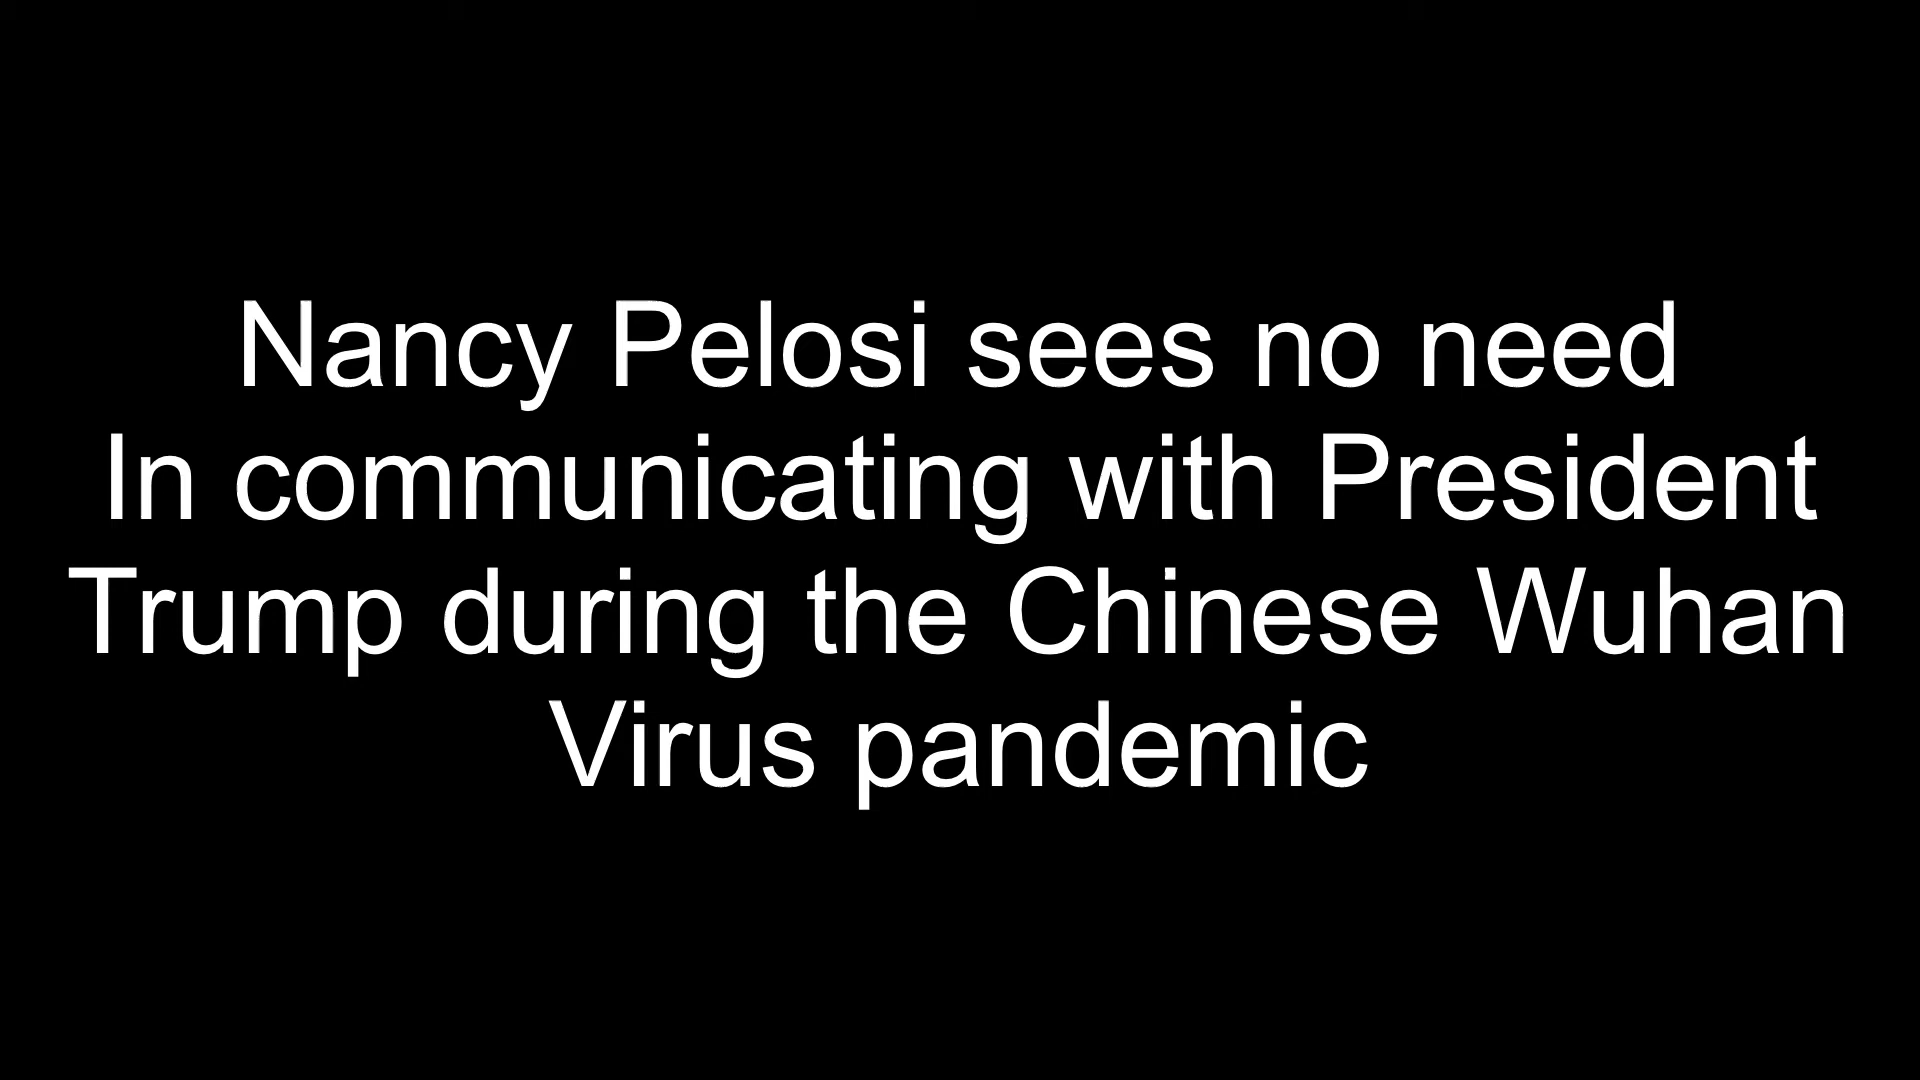 Nancy Pelosi sees no need
In communicating with President
Trump during the Chinese Wuhan
Virus pandemic